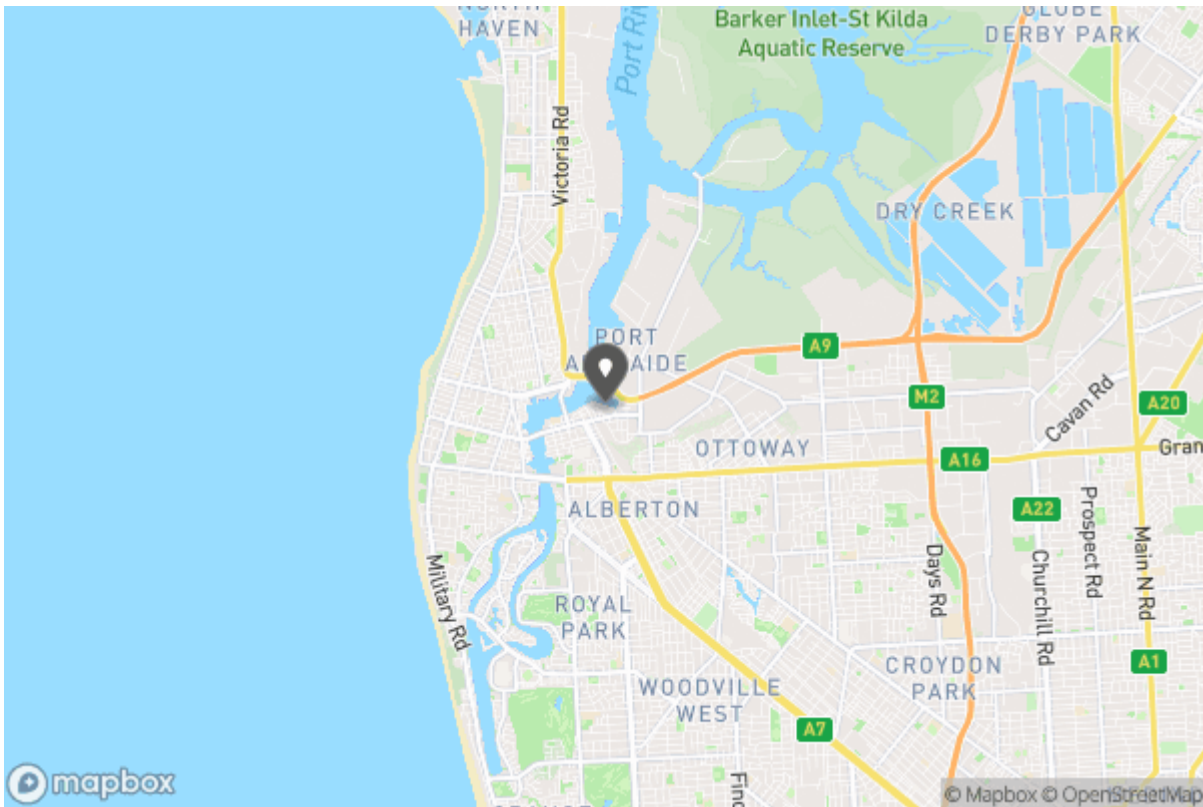 NORTH
HAVEN
Barker Inlet-St Kilda
Aquatic Reserve
GLOBE
DERBY PARK
Port
Victoria Rd
DRY CREEK
PORT
A9
M2
Cavan Rd
A20
OTTOWAY
A16
ALBERTON
A22
Prospect Rd
Main N Rd
Days Rd
Churchill Rd
Military Rd
ROYAL
PARK
CROYDON
PARK
A1
WOODVILLE
WEST
A7
mapbox
© Mapbox © OpenStreetMap